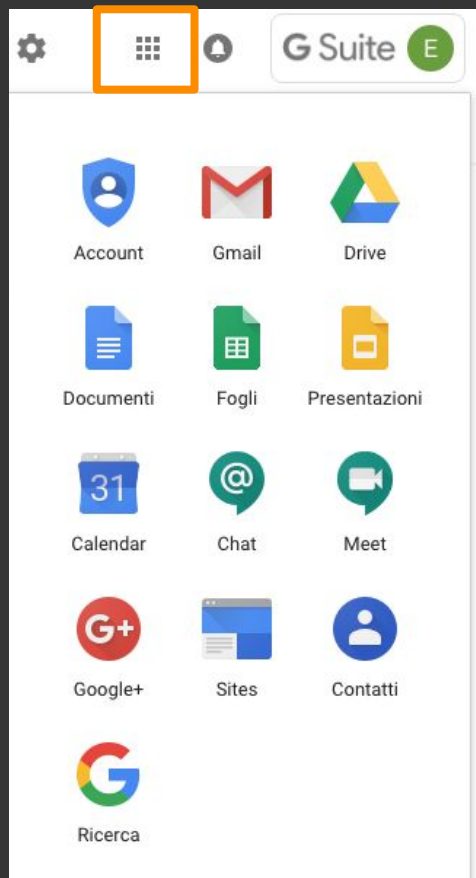 G Suite E
Account Gmail Drive
Documenti Fogli Presentazioni
31 @
Calendar Chat Meet
G+
Google+ Sites Contatti
G
Ricerca